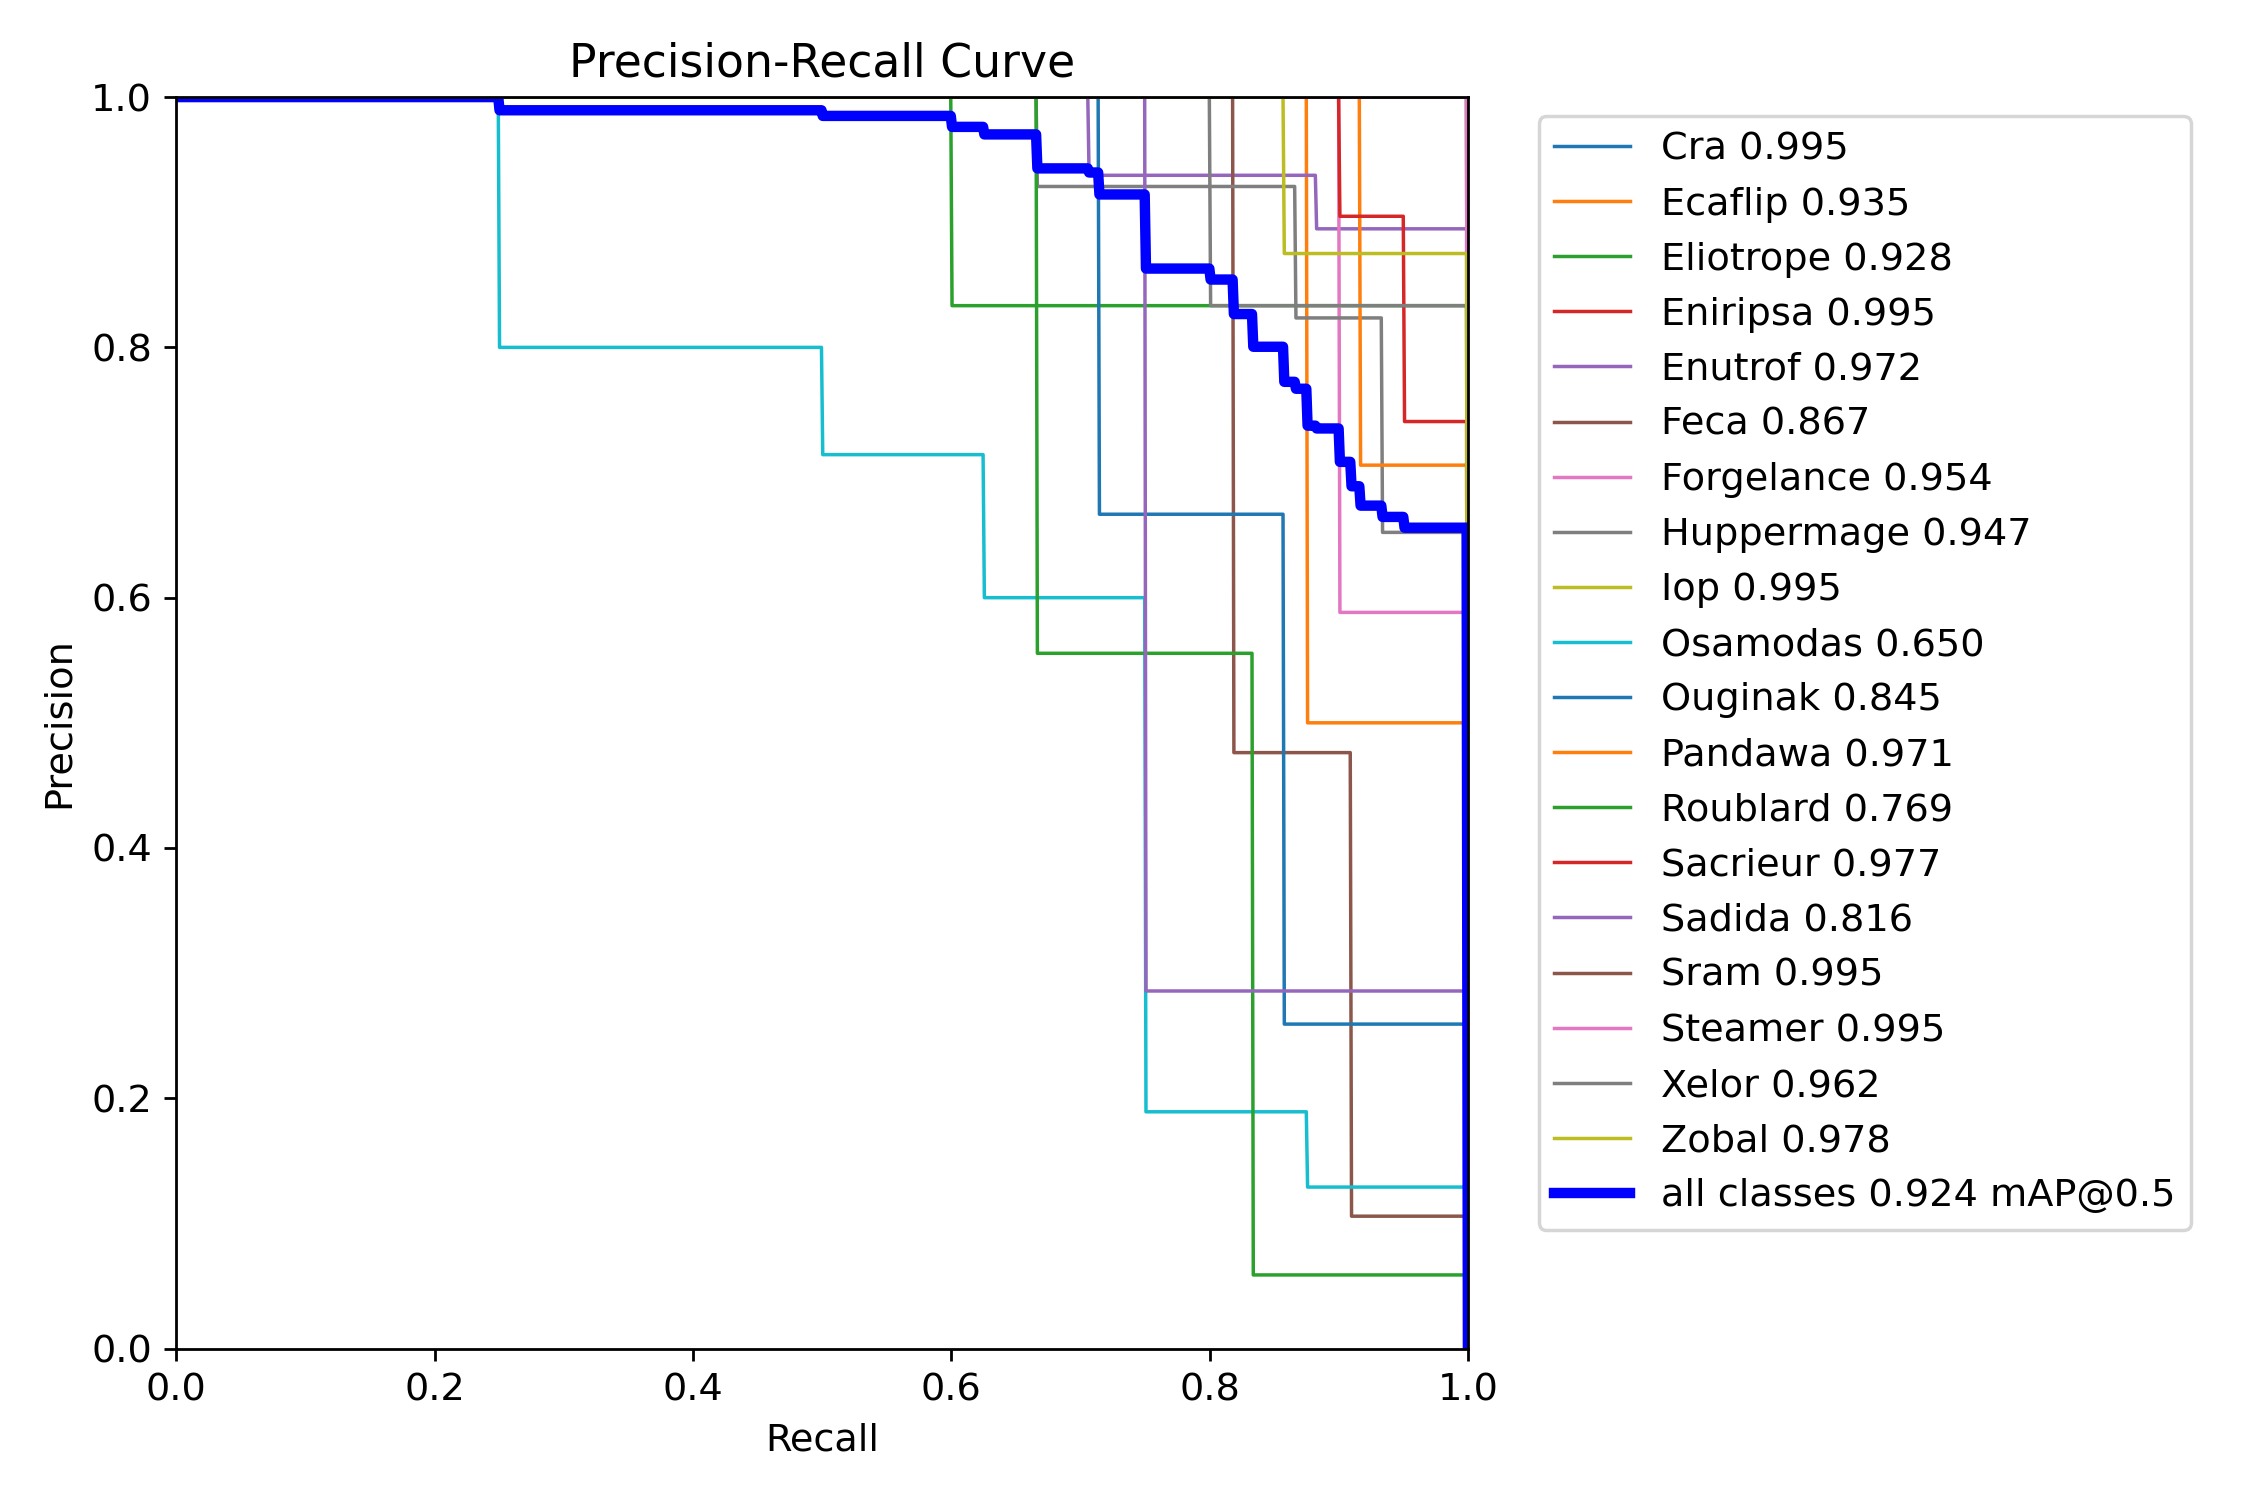 Precision-Recall Curve
1.0
0.8
0.6
0.4
0.2
0.0
Precision
0.0 0.2 0.4 0.6 0.8 1.0
Recall
Cra 0.995
Ecaflip 0.935
Eliotrope 0.928
Eniripsa 0.995
Enutrof 0.972
Feca 0.867
Forgelance 0.954
Huppermage 0.947
Iop 0.995
Osamodas 0.650
Ouginak 0.845
Pandawa 0.971
Roublard 0.769
Sacrieur 0.977
Sadida 0.816
Sram 0.995
Steamer 0.995
Xelor 0.962
Zobal 0.978
all classes 0.924 mAP@0.5